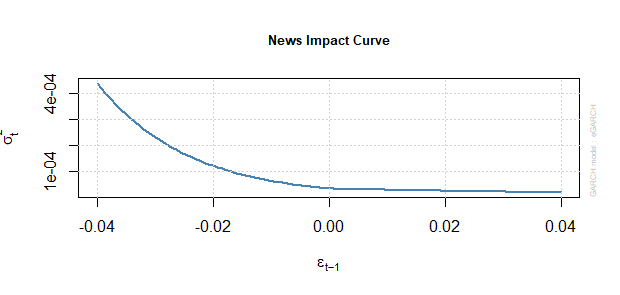 News Impact Curve
4e-04
1e-04
σt²
-0.04 -0.02 0.00 0.02 0.04
εt−1
GARCH model : eGARCH